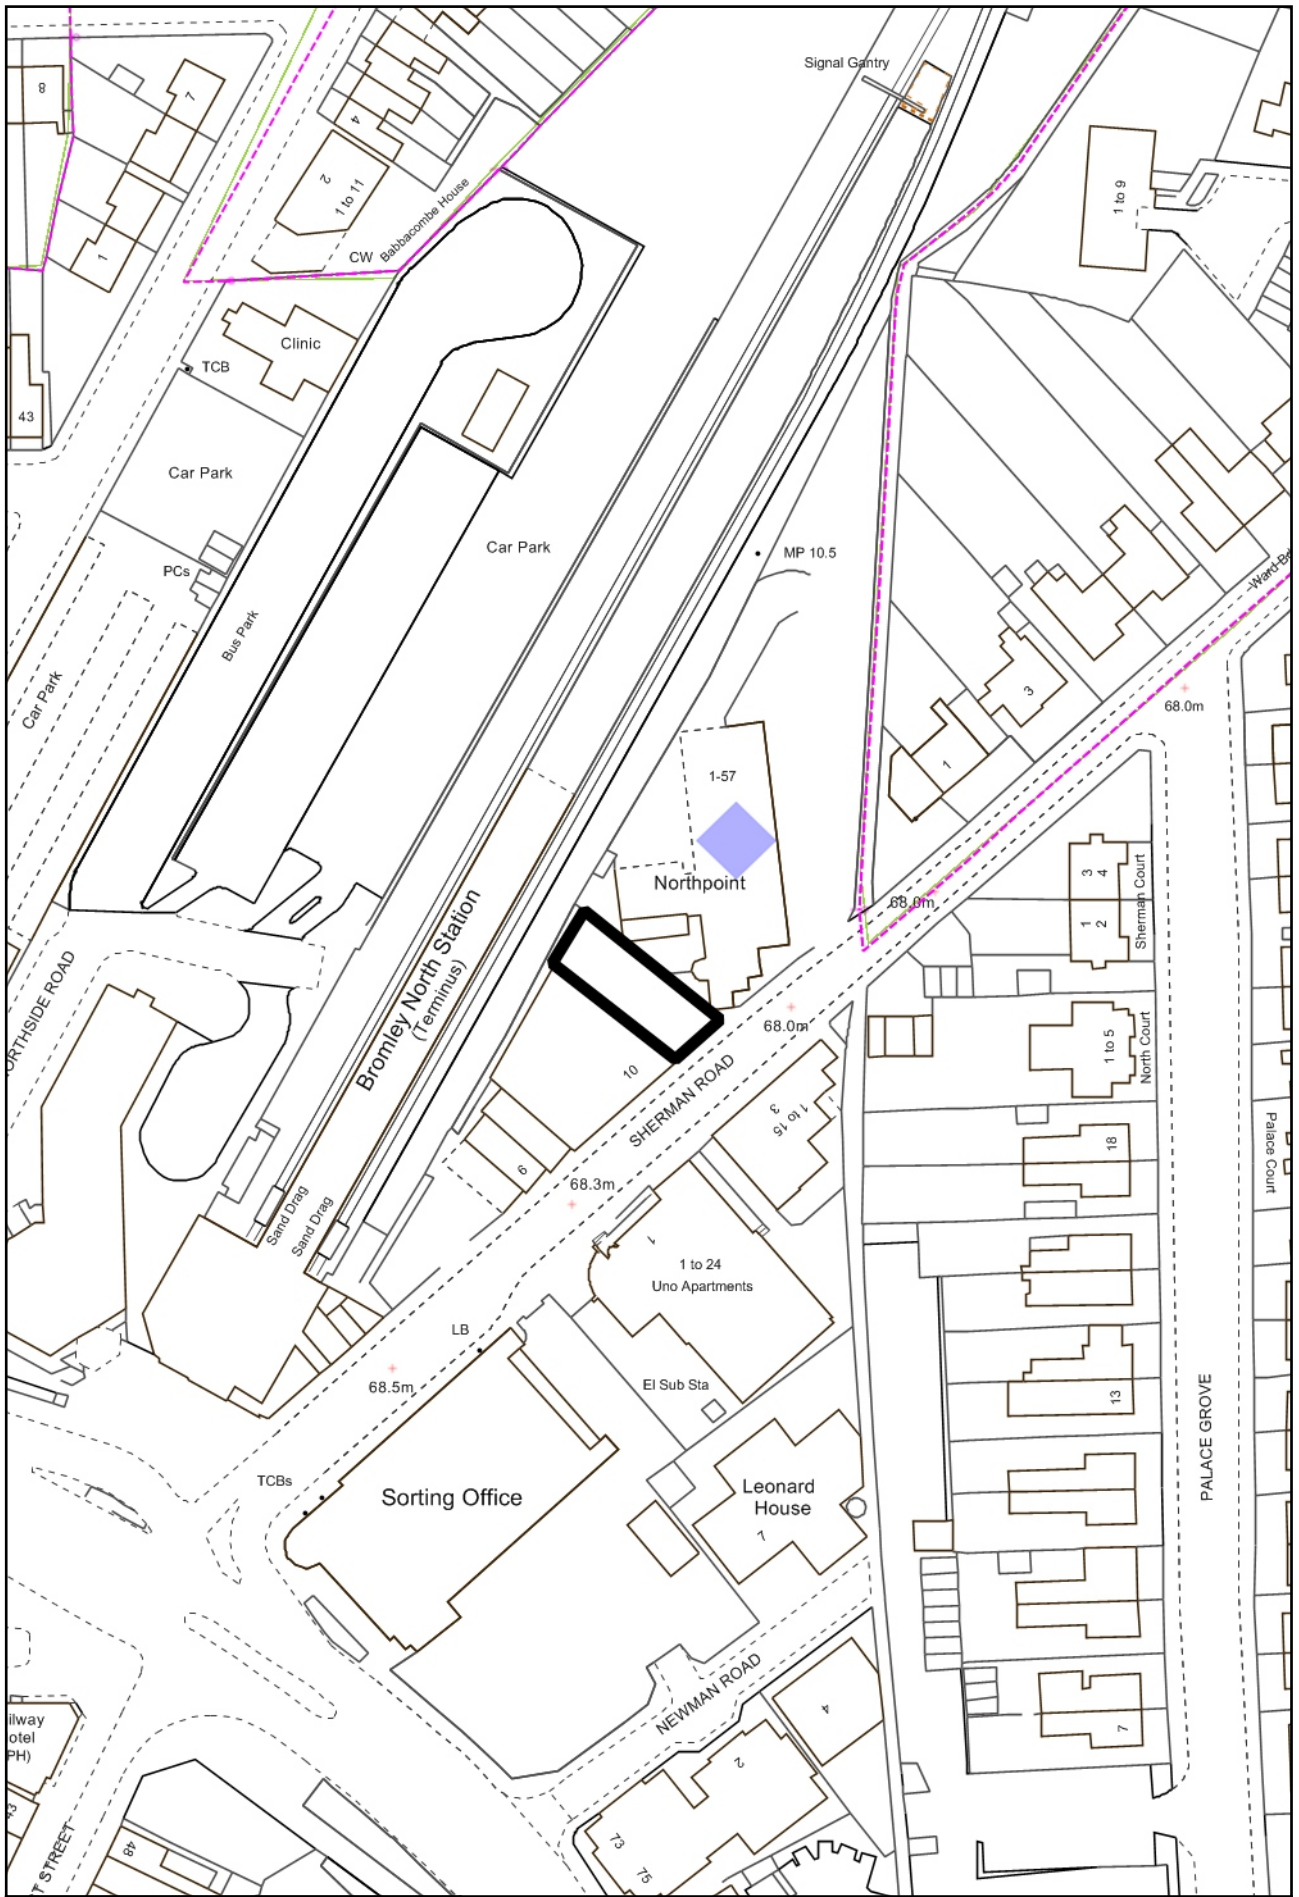 Signal Gantry
8
7
4
2
1 to 11
1 to 9
Babbacombe House
CW
1
Clinic
TCB
43
Car Park
Car Park
MP 10.5
PCs
Bus Park
Car Park
3
68.0m
1-57
1
Northpoint
68.0m
3
4
1
2
Sherman Court
Bromley North Station
(Terminus)
68.0m
10
SHERMAN ROAD
1 to 15
3
1 to 5
North Court
18
Palace Court
9
68.3m
Sand Drag
Sand Drag
1
1 to 24
Uno Apartments
LB
68.5m
El Sub Sta
13
PALACE GROVE
TCBs
Sorting Office
Leonard
House
7
NEWMAN ROAD
4
7
ilway
otel
PH)
2
73
75
48
43